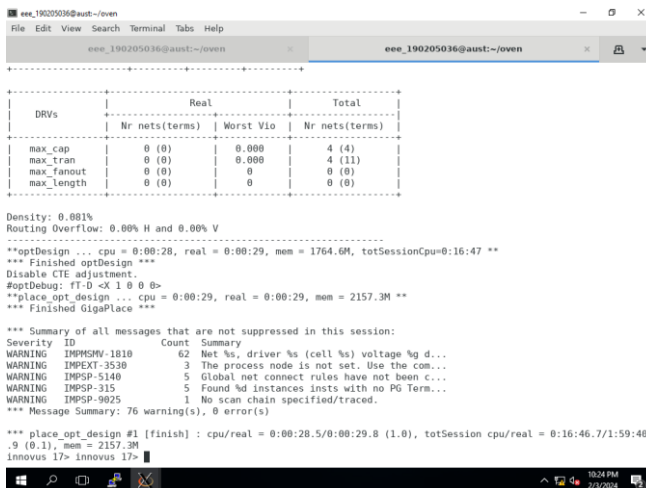 eee_190205036@aust:~/oven
File Edit View Search Terminal Tabs Help
eee_190205036@aust:~/oven × eee_190205036@aust:~/oven ×
+---------------------+---------+---------+---------+
+----------------+-------------------------------+------------------+
| | Real | Total |
| DRVs +------------------+------------+------------------|
| | Nr nets(terms) | Worst Vio | Nr nets(terms) |
+----------------+------------------+------------+------------------+
| max_cap | 0 (0) | 0.000 | 4 (4) |
| max_tran | 0 (0) | 0.000 | 4 (11) |
| max_fanout | 0 (0) | 0 | 0 (0) |
| max_length | 0 (0) | 0 | 0 (0) |
+----------------+------------------+------------+------------------+
Density: 0.081%
Routing Overflow: 0.00% H and 0.00% V
------------------------------------------------------------
**optDesign ... cpu = 0:00:28, real = 0:00:29, mem = 1764.6M, totSessionCpu=0:16:47 **
*** Finished optDesign ***
Disable CTE adjustment.
#optDebug: fT-D <X 1 0 0 0>
**place_opt_design ... cpu = 0:00:29, real = 0:00:29, mem = 2157.3M **
*** Finished GigaPlace ***
*** Summary of all messages that are not suppressed in this session:
Severity ID Count Summary
WARNING IMPMSMV-1810 62 Net %s, driver %s (cell %s) voltage %g d...
WARNING IMPEXT-3530 3 The process node is not set. Use the com...
WARNING IMPSP-5140 5 Global net connect rules have not been c...
WARNING IMPSP-315 5 Found %d instances insts with no PG Term...
WARNING IMPSP-9025 1 No scan chain specified/traced.
*** Message Summary: 76 warning(s), 0 error(s)
*** place_opt_design #1 [finish] : cpu/real = 0:00:28.5/0:00:29.8 (1.0), totSession cpu/real = 0:16:46.7/1:59:46
.9 (0.1), mem = 2157.3M
innovus 17> innovus 17>
10:24 PM
2/3/2024